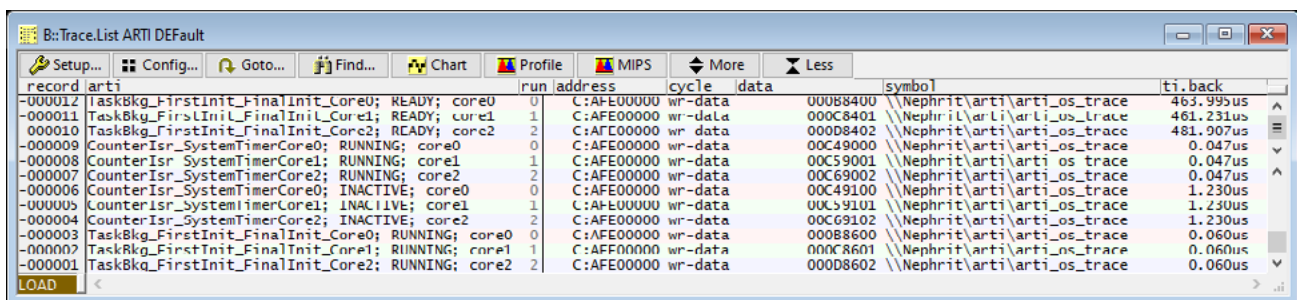 B::Trace.List ARTI DEFault
Setup... Config... Goto... Find... Chart Profile MIPS More Less
record arti run address cycle data symbol ti.back
-000012 TaskBkg_FirstInit_FinalInit_Core0; READY; core0 0 C:AFE00000 wr-data 000B8400 \\Nephrit\arti\arti_os_trace 463.995us
-000011 TaskBkg_FirstInit_FinalInit_Core1; READY; core1 1 C:AFE00000 wr-data 000C8401 \\Nephrit\arti\arti_os_trace 461.231us
-000010 TaskBkg_FirstInit_FinalInit_Core2; READY; core2 2 C:AFE00000 wr-data 000D8402 \\Nephrit\arti\arti_os_trace 481.907us
-000009 CounterIsr_SystemTimerCore0; RUNNING; core0 0 C:AFE00000 wr-data 00C49000 \\Nephrit\arti\arti_os_trace 0.047us
-000008 CounterIsr_SystemTimerCore1; RUNNING; core1 1 C:AFE00000 wr-data 00C59001 \\Nephrit\arti\arti_os_trace 0.047us
-000007 CounterIsr_SystemTimerCore2; RUNNING; core2 2 C:AFE00000 wr-data 00C69002 \\Nephrit\arti\arti_os_trace 0.047us
-000006 CounterIsr_SystemTimerCore0; INACTIVE; core0 0 C:AFE00000 wr-data 00C49100 \\Nephrit\arti\arti_os_trace 1.230us
-000005 CounterIsr_SystemTimerCore1; INACTIVE; core1 1 C:AFE00000 wr-data 00C59101 \\Nephrit\arti\arti_os_trace 1.230us
-000004 CounterIsr_SystemTimerCore2; INACTIVE; core2 2 C:AFE00000 wr-data 00C69102 \\Nephrit\arti\arti_os_trace 1.230us
-000003 TaskBkg_FirstInit_FinalInit_Core0; RUNNING; core0 0 C:AFE00000 wr-data 000B8600 \\Nephrit\arti\arti_os_trace 0.060us
-000002 TaskBkg_FirstInit_FinalInit_Core1; RUNNING; core1 1 C:AFE00000 wr-data 000C8601 \\Nephrit\arti\arti_os_trace 0.060us
-000001 TaskBkg_FirstInit_FinalInit_Core2; RUNNING; core2 2 C:AFE00000 wr-data 000D8602 \\Nephrit\arti\arti_os_trace 0.060us
LOAD